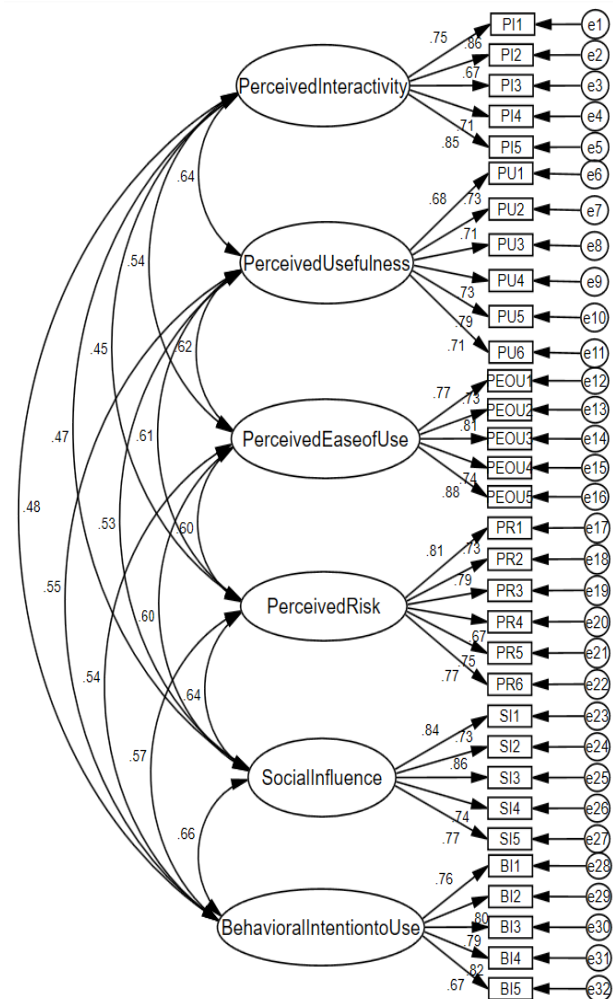 .75
.86
.67
.71
.85
PI1
e1
PI2
e2
PI3
e3
PI4
e4
PI5
e5
PerceivedInteractivity
.64
.68
.73
.71
.73
.79
.71
PU1
e6
PU2
e7
PU3
e8
PU4
e9
PU5
e10
PU6
e11
PerceivedUsefulness
.54
.62
.45
.77
.73
.81
.74
.88
PEOU1
e12
PEOU2
e13
PEOU3
e14
PEOU4
e15
PEOU5
e16
PerceivedEaseofUse
.61
.47
.48
.53
.60
.81
.73
.79
.67
.75
.77
PR1
e17
PR2
e18
PR3
e19
PR4
e20
PR5
e21
PR6
e22
PerceivedRisk
.55
.60
.54
.64
.57
.84
.73
.86
.74
.77
SI1
e23
SI2
e24
SI3
e25
SI4
e26
SI5
e27
SocialInfluence
.66
.76
.80
.79
.82
.67
BI1
e28
BI2
e29
BI3
e30
BI4
e31
BI5
e32
BehavioralIntentiontoUse